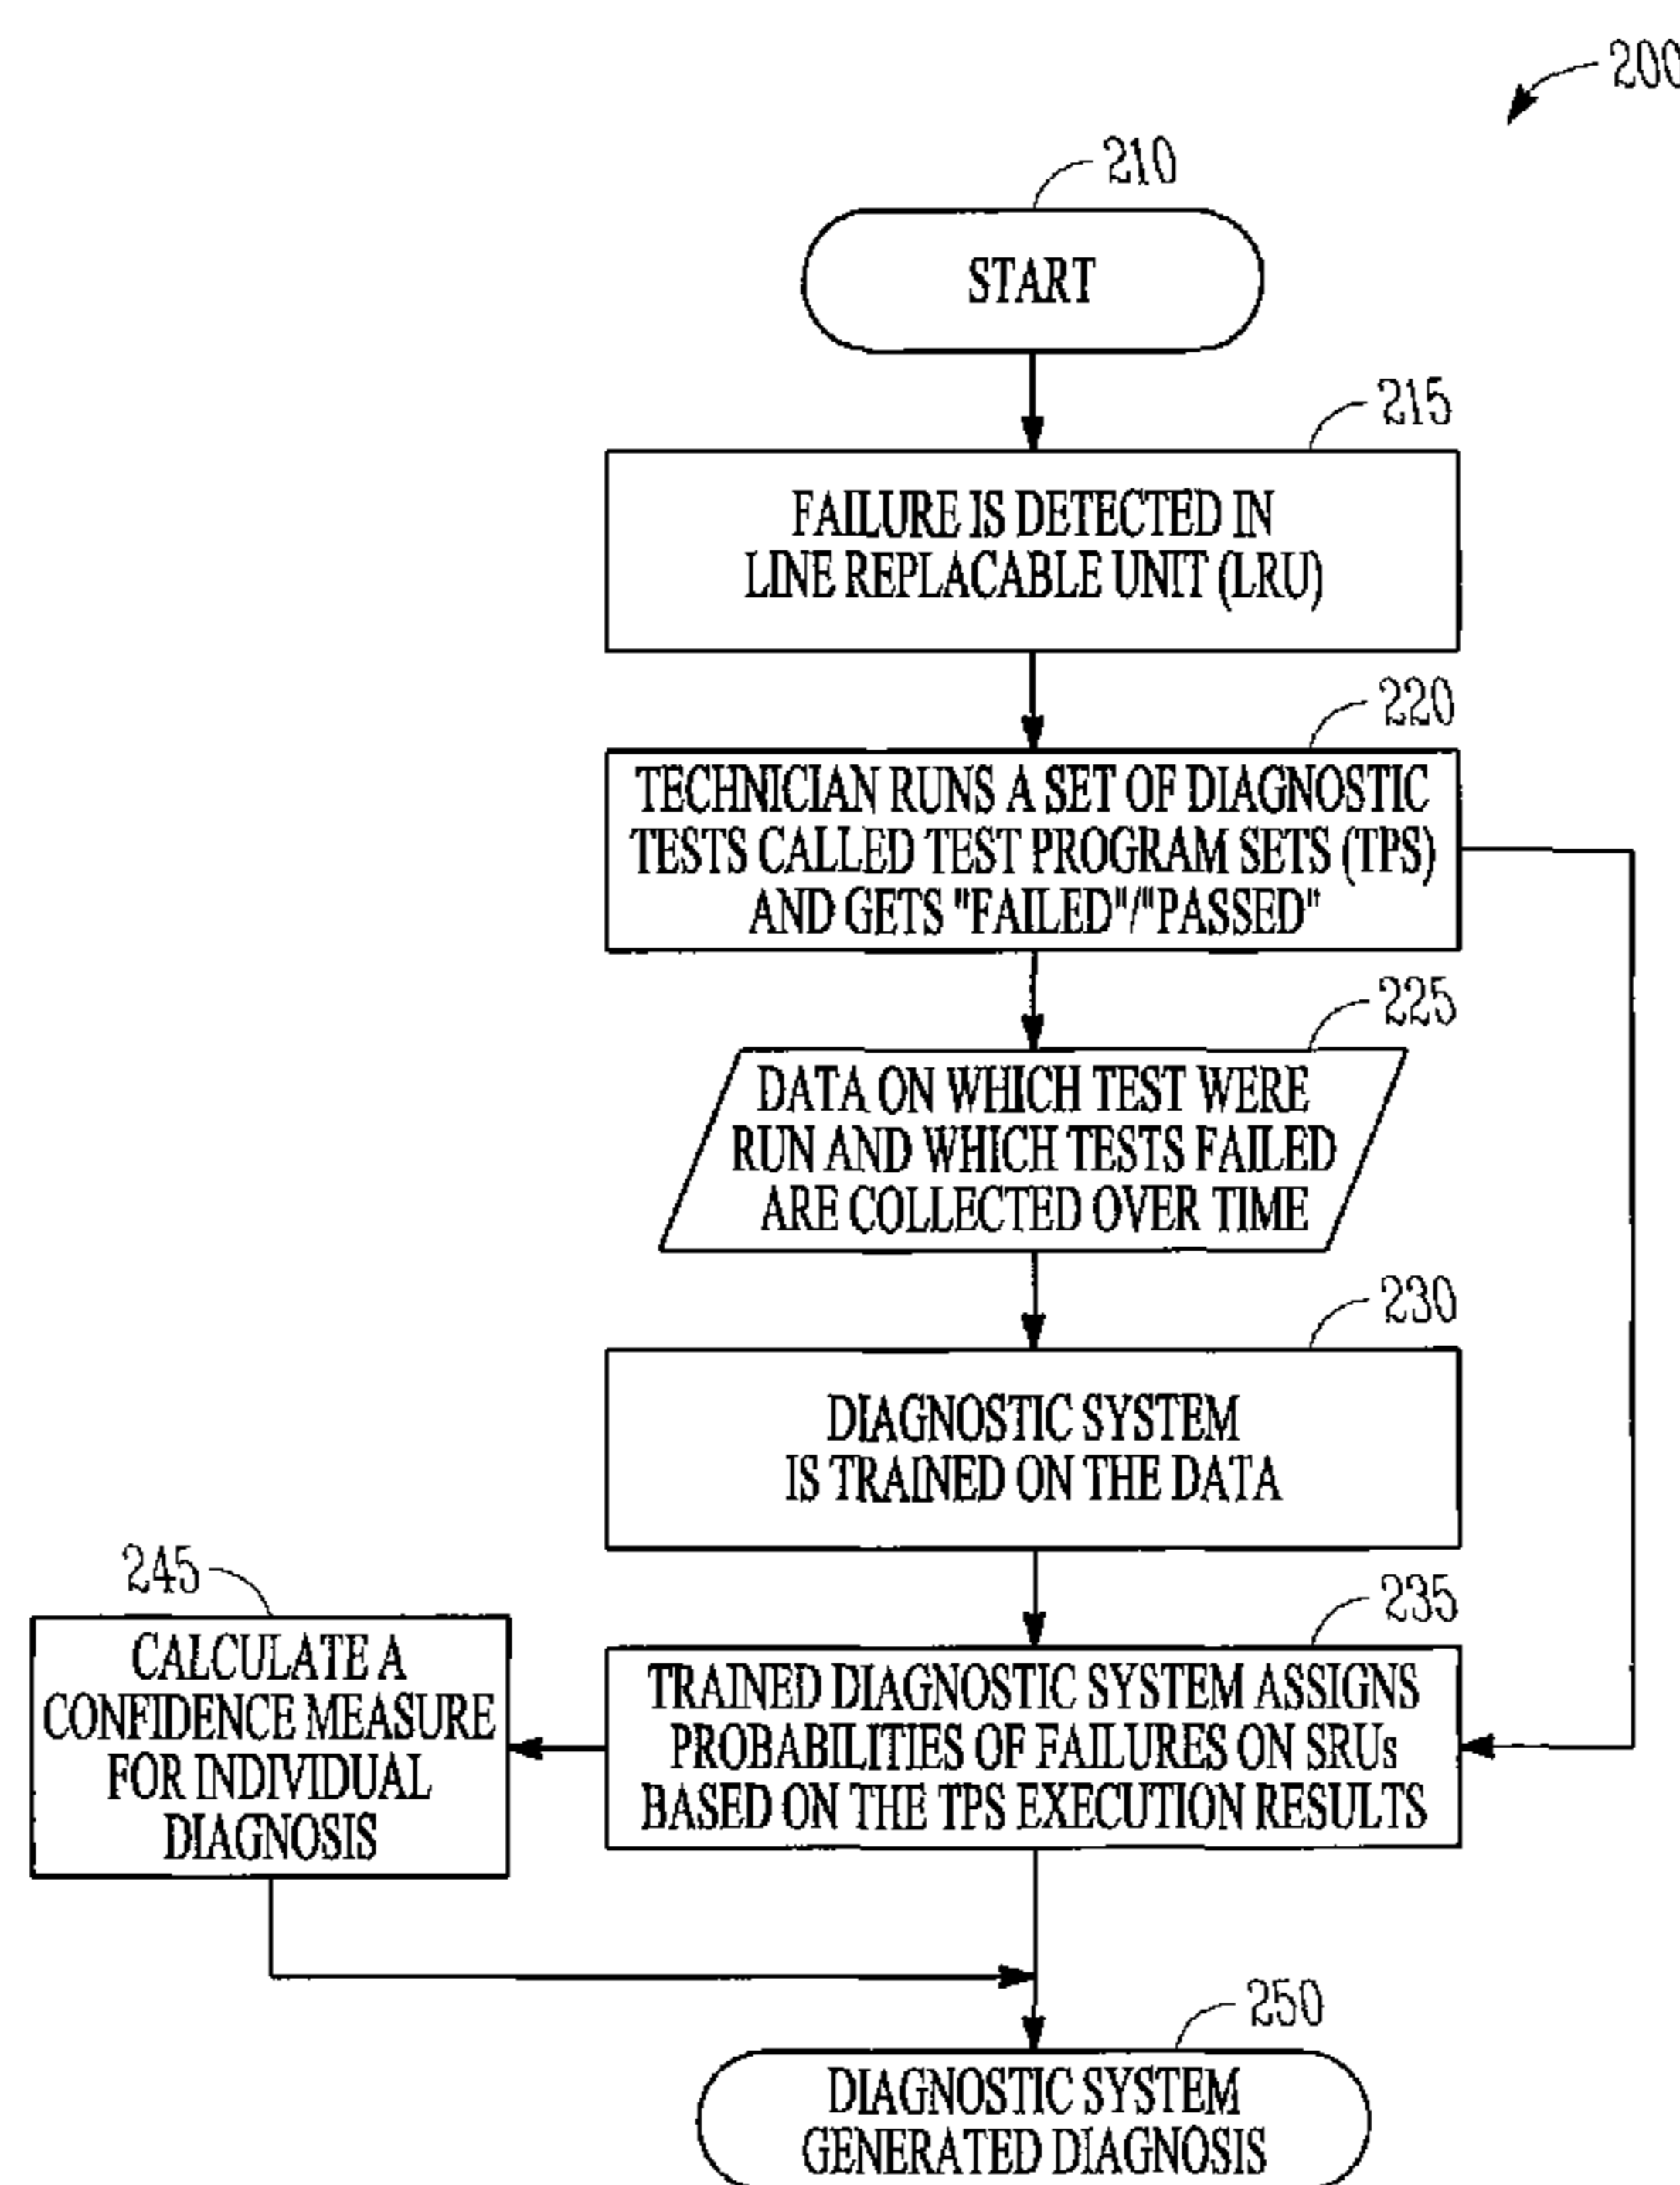 200
210
START
215
FAILURE IS DETECTED IN
LINE REPLACABLE UNIT (LRU)
220
TECHNICIAN RUNS A SET OF DIAGNOSTIC
TESTS CALLED TEST PROGRAM SETS (TPS)
AND GETS "FAILED"/"PASSED"
225
DATA ON WHICH TEST WERE
RUN AND WHICH TESTS FAILED
ARE COLLECTED OVER TIME
230
DIAGNOSTIC SYSTEM
IS TRAINED ON THE DATA
235
TRAINED DIAGNOSTIC SYSTEM ASSIGNS
PROBABILITIES OF FAILURES ON SRUs
BASED ON THE TPS EXECUTION RESULTS
245
CALCULATE A
CONFIDENCE MEASURE
FOR INDIVIDUAL
DIAGNOSIS
250
DIAGNOSTIC SYSTEM
GENERATED DIAGNOSIS